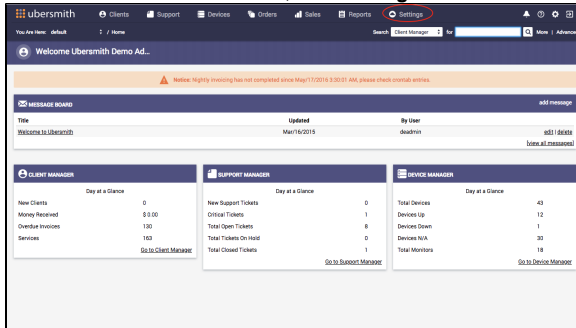 ubersmith Clients Support Devices Orders Sales Reports Settings
You Are Here: default / Home Search Client Manager for More | Advance
Welcome Ubersmith Demo Ad...
Notice: Nightly invoicing has not completed since May/17/2016 3:30:01 AM, please check crontab entries.
MESSAGE BOARD add message
Title Updated By User
Welcome to Ubersmith Mar/16/2015 deadmin edit | delete
[view all messages]
CLIENT MANAGER
Day at a Glance
New Clients 0
Money Received $ 0.00
Overdue Invoices 130
Services 163
Go to Client Manager
SUPPORT MANAGER
Day at a Glance
New Support Tickets 0
Critical Tickets 1
Total Open Tickets 8
Total Tickets On Hold 0
Total Closed Tickets 1
Go to Support Manager
DEVICE MANAGER
Day at a Glance
Total Devices 43
Devices Up 12
Devices Down 1
Devices N/A 30
Total Monitors 18
Go to Device Manager